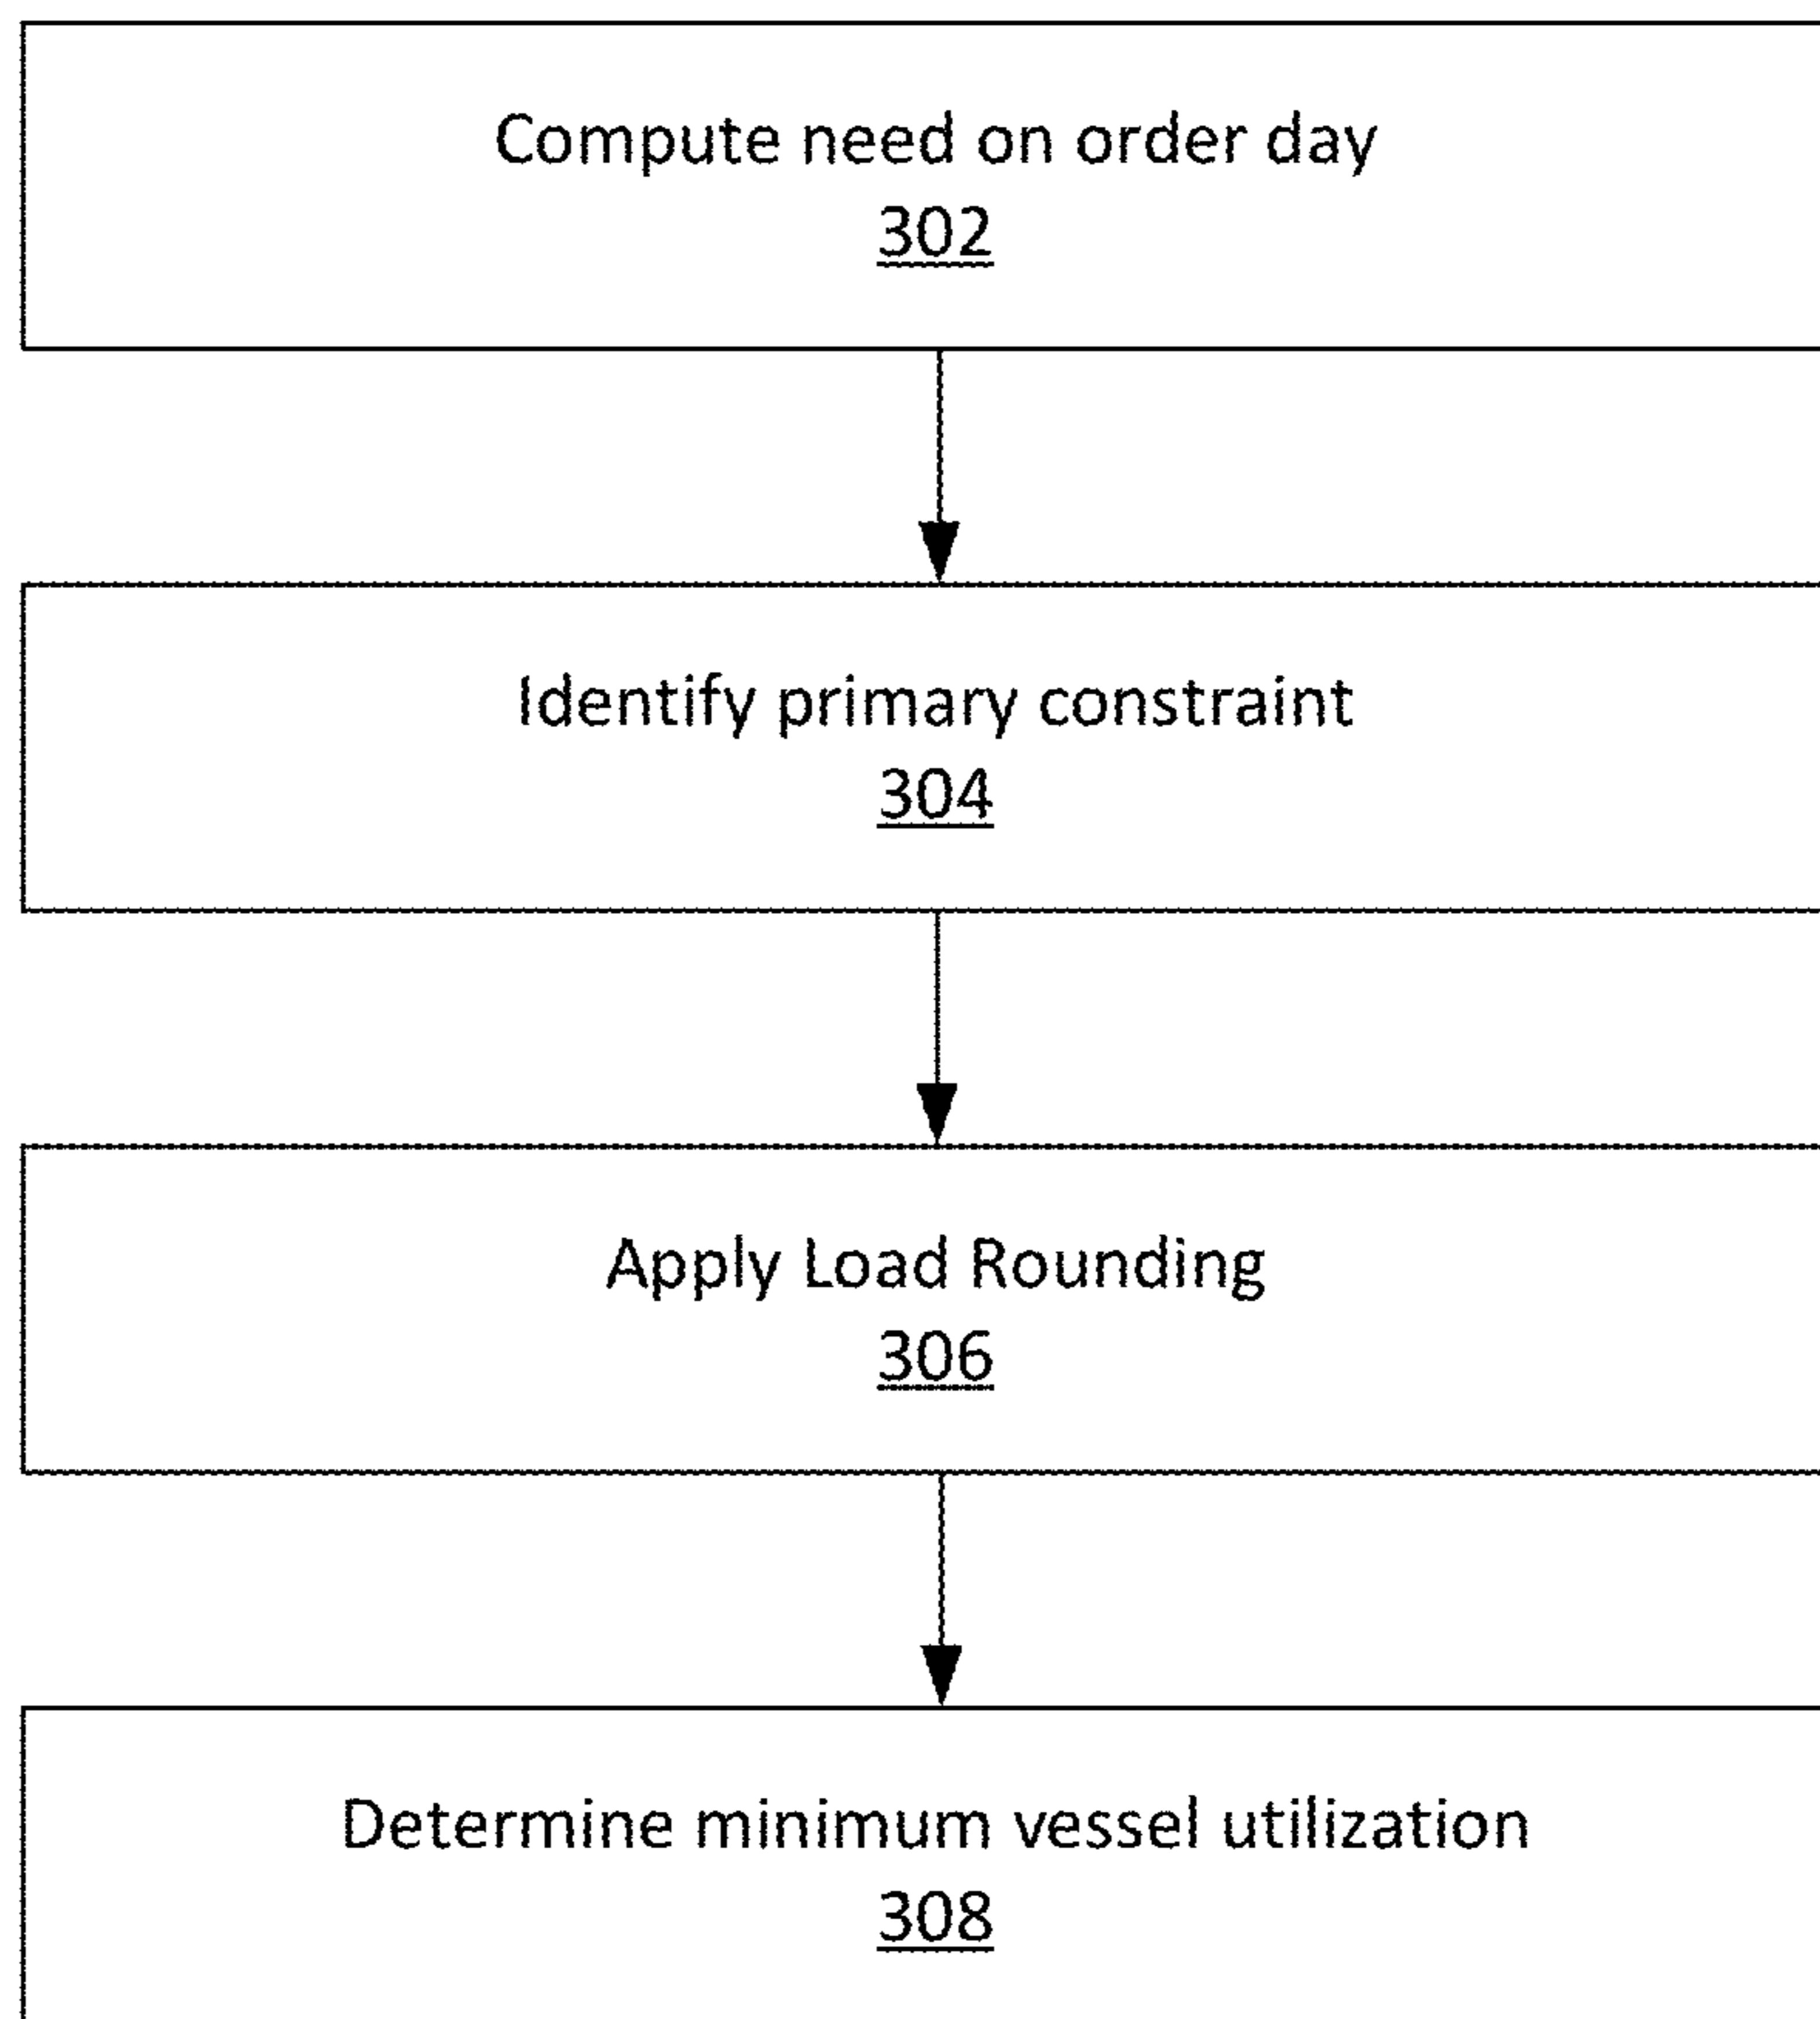 Compute need on order day
302
Identify primary constraint
304
Apply Load Rounding
306
Determine minimum vessel utilization
308